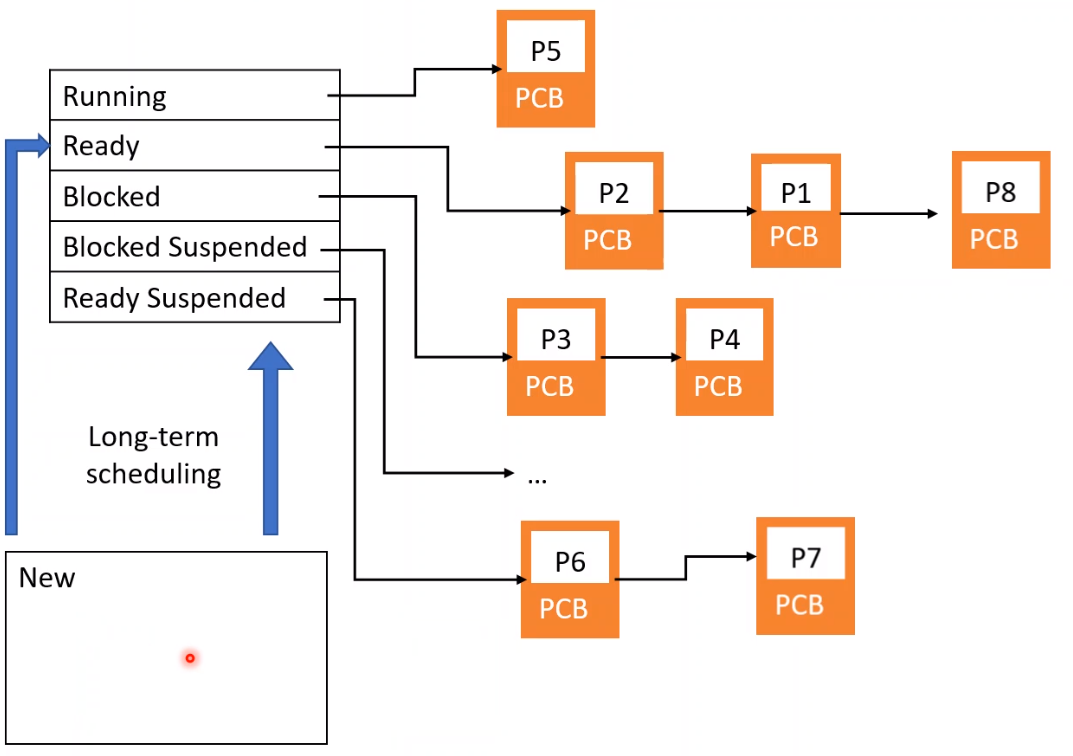 P5
PCB
Running
Ready
Blocked
Blocked Suspended
Ready Suspended
P2
PCB
P1
PCB
P8
PCB
P3
PCB
P4
PCB
Long-term
scheduling
...
P6
PCB
P7
PCB
New